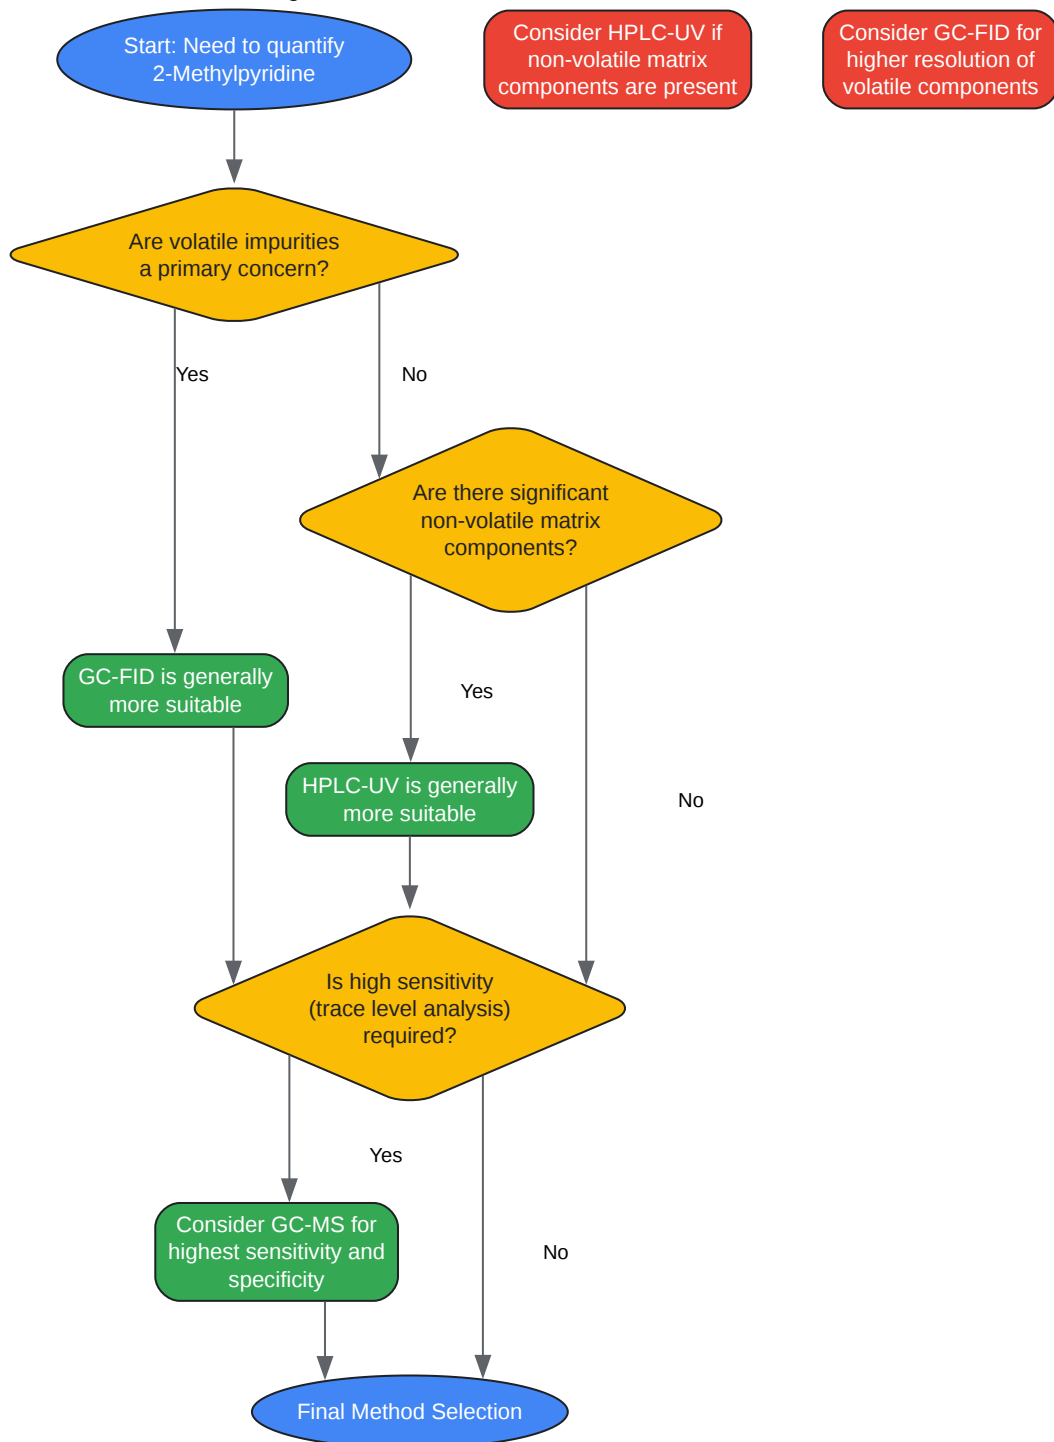 Start: Need to quantify
2-Methylpyridine
Consider HPLC-UV if
non-volatile matrix
components are present
Consider GC-FID for
higher resolution of
volatile components
Are volatile impurities
a primary concern?
Yes
No
Are there significant
non-volatile matrix
components?
GC-FID is generally
more suitable
Yes
HPLC-UV is generally
more suitable
No
Is high sensitivity
(trace level analysis)
required?
Yes
Consider GC-MS for
highest sensitivity and
specificity
No
Final Method Selection